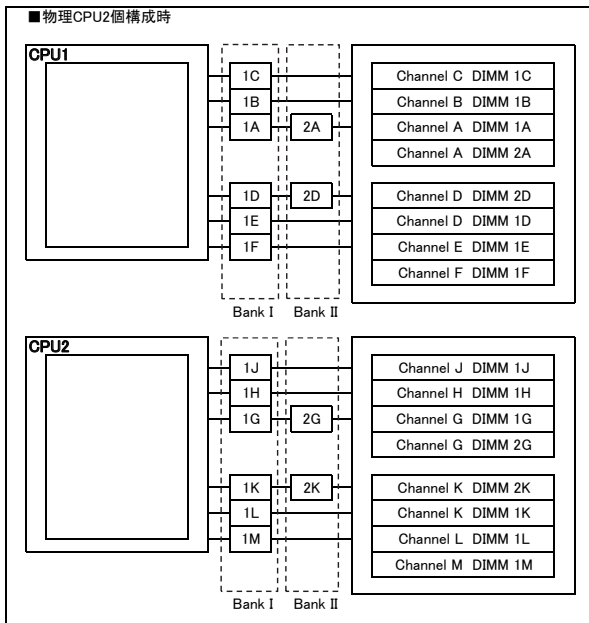 ■物理CPU2個構成時
CPU1
1C
Channel C DIMM 1C
1B
Channel B DIMM 1B
1A
2A
Channel A DIMM 1A
Channel A DIMM 2A
1D
2D
Channel D DIMM 2D
1E
Channel D DIMM 1D
1F
Channel E DIMM 1E
Channel F DIMM 1F
Bank I
Bank II
CPU2
1J
Channel J DIMM 1J
1H
Channel H DIMM 1H
1G
2G
Channel G DIMM 1G
Channel G DIMM 2G
1K
2K
Channel K DIMM 2K
1L
Channel K DIMM 1K
1M
Channel L DIMM 1L
Channel M DIMM 1M
Bank I
Bank II